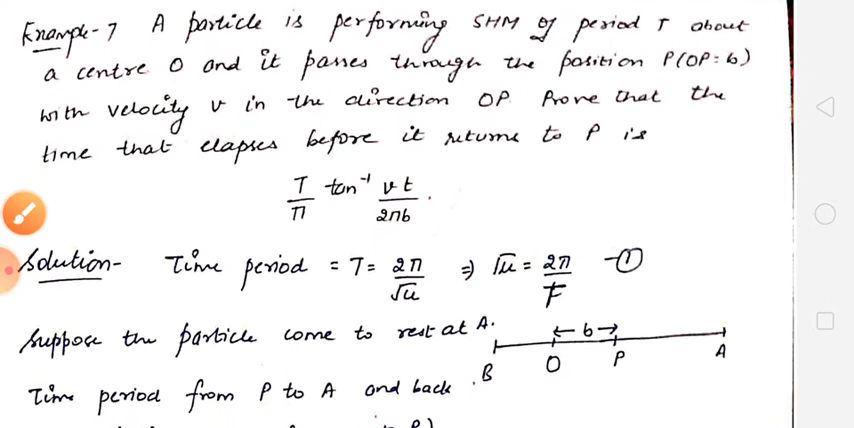 Example-7 A particle is performing SHM of period T about
a centre O and it passes through the position P(OP=b)
with velocity v in the direction OP. Prove that the
time that elapses before it returns to P is
T/π tan⁻¹ vt/2πb.
Solution- Time period = T = 2π/√u ⇒ √u = 2π/T -①
Suppose the particle come to rest at A.
← b →
B O P A
Time period from P to A and back